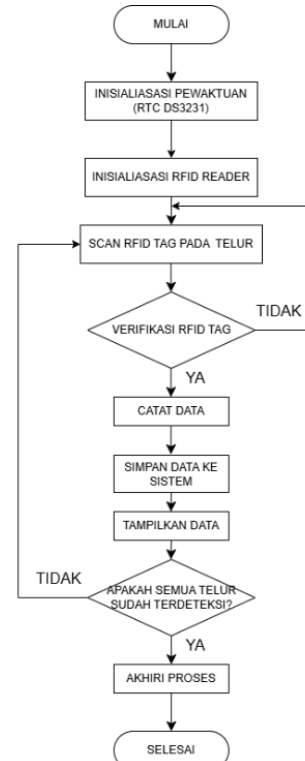 MULAI
INISIALIASASI PEWAKTUAN
(RTC DS3231)
INISIALIASASI RFID READER
SCAN RFID TAG PADA TELUR
VERIFIKASI RFID TAG
TIDAK
YA
CATAT DATA
SIMPAN DATA KE
SISTEM
TAMPILKAN DATA
TIDAK
APAKAH SEMUA TELUR
SUDAH TERDETEKSI?
YA
AKHIRI PROSES
SELESAI